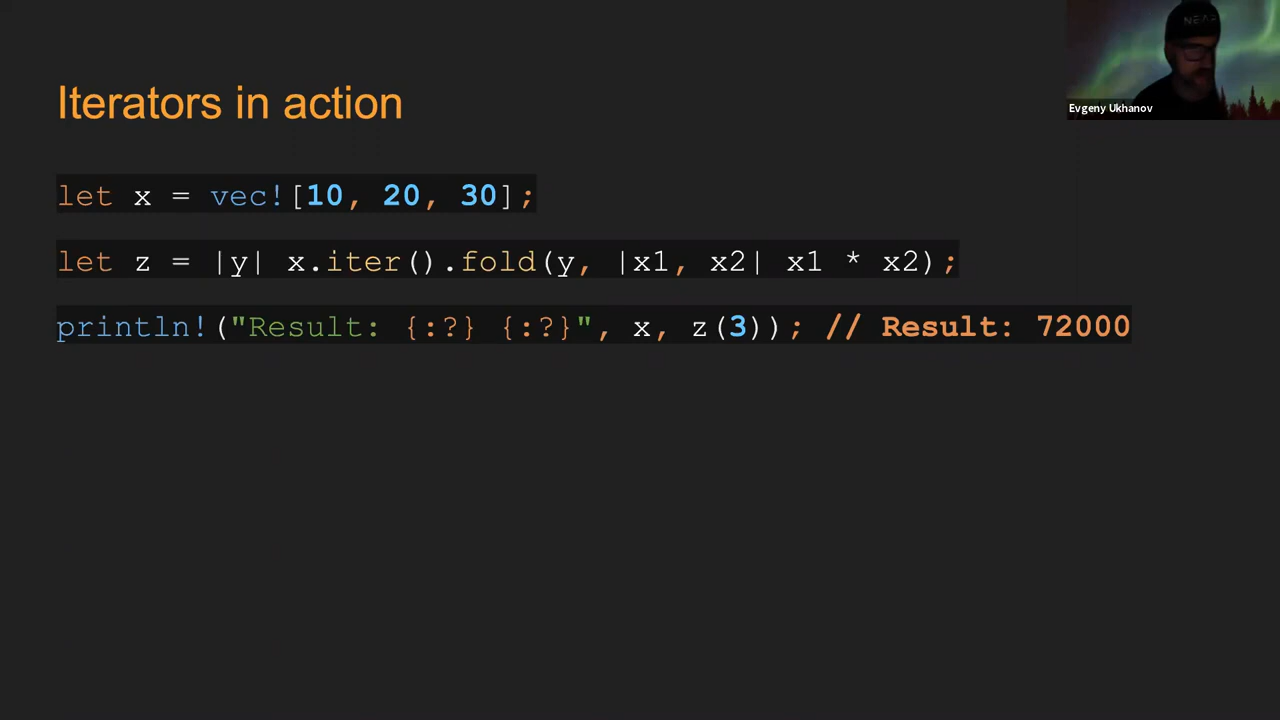 Iterators in action
let x = vec![10, 20, 30];
let z = |y| x.iter().fold(y, |x1, x2| x1 * x2);
println!("Result: {:?} {:?}", x, z(3)); // Result: 72000
NEAR
Evgeny Ukhanov